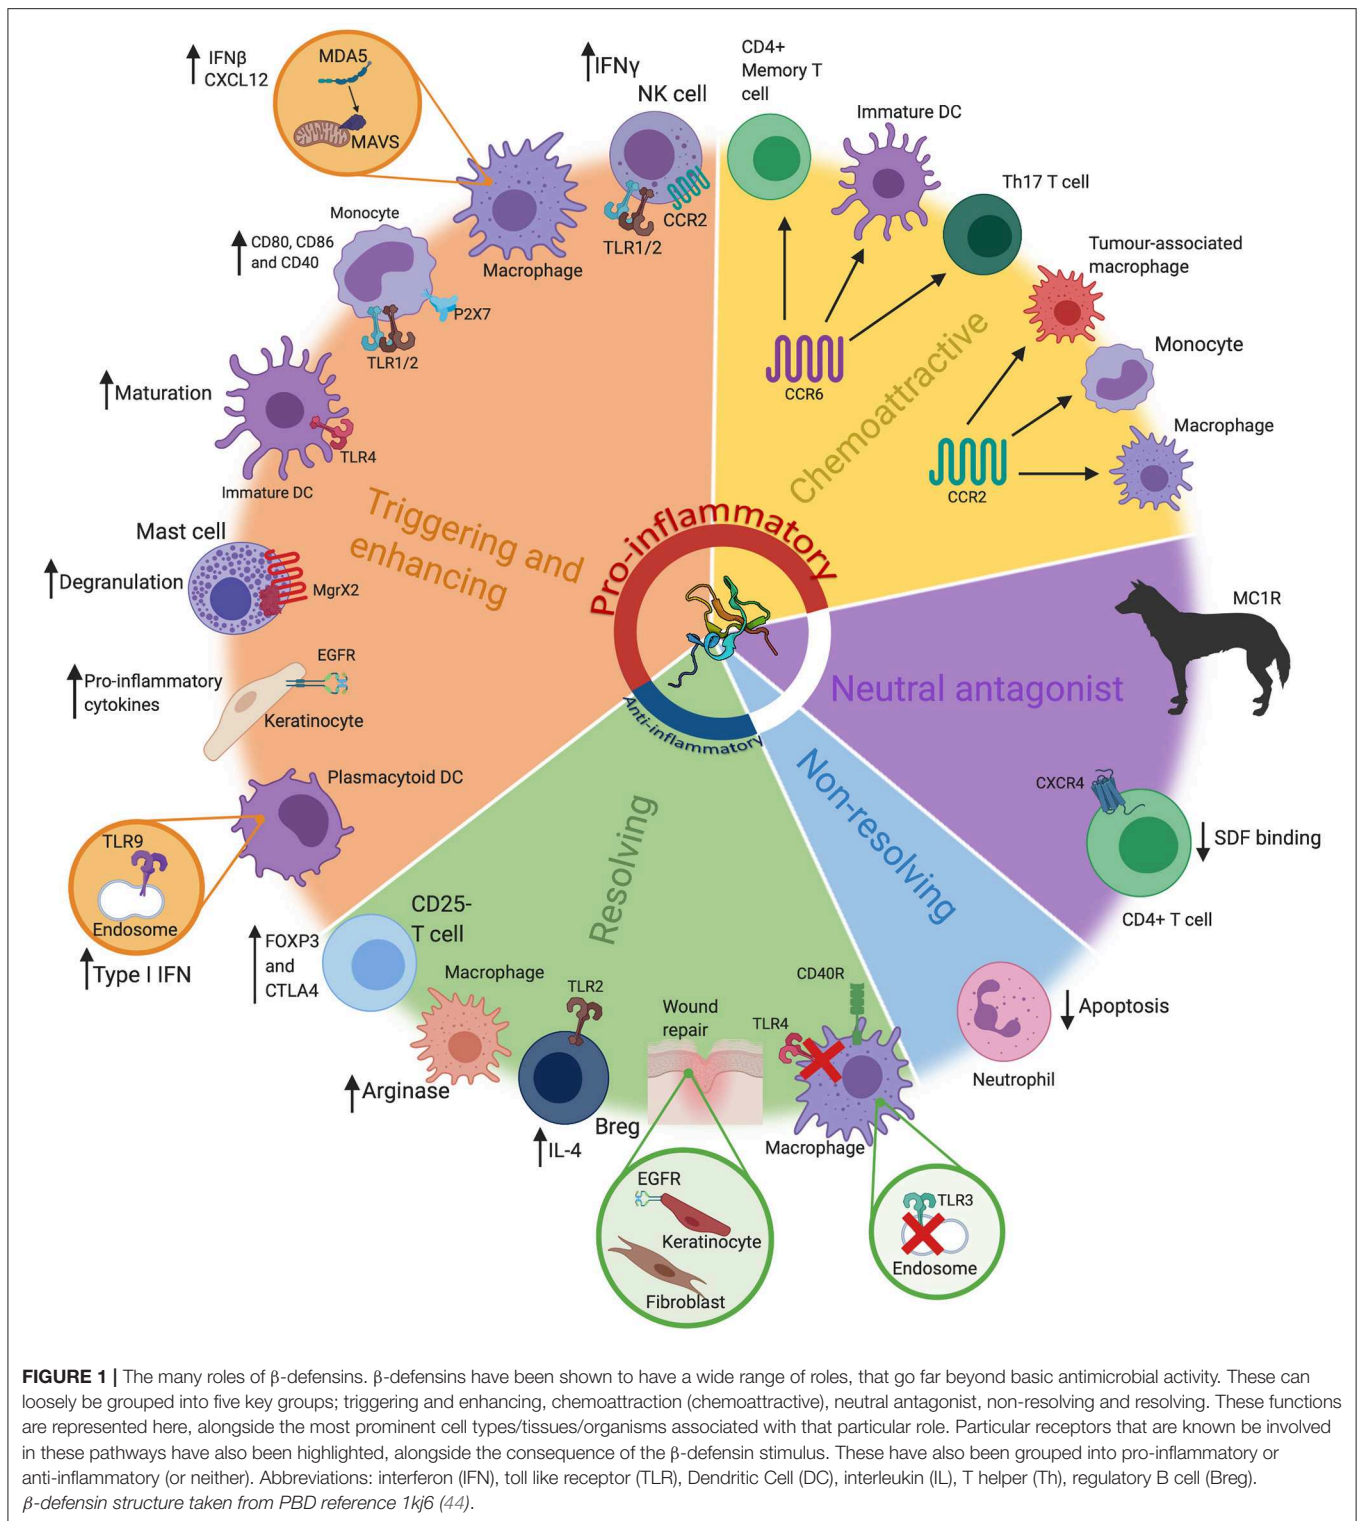 IFNβ
CXCL12
MDA5
MAVS
IFNγ
NK cell
CCR2
TLR1/2
Macrophage
Monocyte
CD80, CD86
and CD40
P2X7
TLR1/2
Maturation
TLR4
Immature DC
Mast cell
Degranulation
MgrX2
EGFR
Pro-inflammatory
cytokines
Keratinocyte
Plasmacytoid DC
TLR9
Endosome
Type I IFN
Triggering and
enhancing
CD4+
Memory T
cell
Immature DC
Th17 T cell
Tumour-associated
macrophage
Monocyte
Macrophage
CCR6
CCR2
Chemoattractive
Pro-inflammatory
Anti-inflammatory
MC1R
Neutral antagonist
CXCR4
SDF binding
CD4+ T cell
Non-resolving
Apoptosis
Neutrophil
Resolving
CD25-
T cell
FOXP3
and
CTLA4
Macrophage
Arginase
TLR2
Breg
IL-4
Wound
repair
EGFR
Keratinocyte
Fibroblast
CD40R
TLR4
Macrophage
TLR3
Endosome
FIGURE 1 | The many roles of β-defensins. β-defensins have been shown to have a wide range of roles, that go far beyond basic antimicrobial activity. These can
loosely be grouped into five key groups; triggering and enhancing, chemoattraction (chemoattractive), neutral antagonist, non-resolving and resolving. These functions
are represented here, alongside the most prominent cell types/tissues/organisms associated with that particular role. Particular receptors that are known be involved
in these pathways have also been highlighted, alongside the consequence of the β-defensin stimulus. These have also been grouped into pro-inflammatory or
anti-inflammatory (or neither). Abbreviations: interferon (IFN), toll like receptor (TLR), Dendritic Cell (DC), interleukin (IL), T helper (Th), regulatory B cell (Breg).
β-defensin structure taken from PBD reference 1kj6 (44).